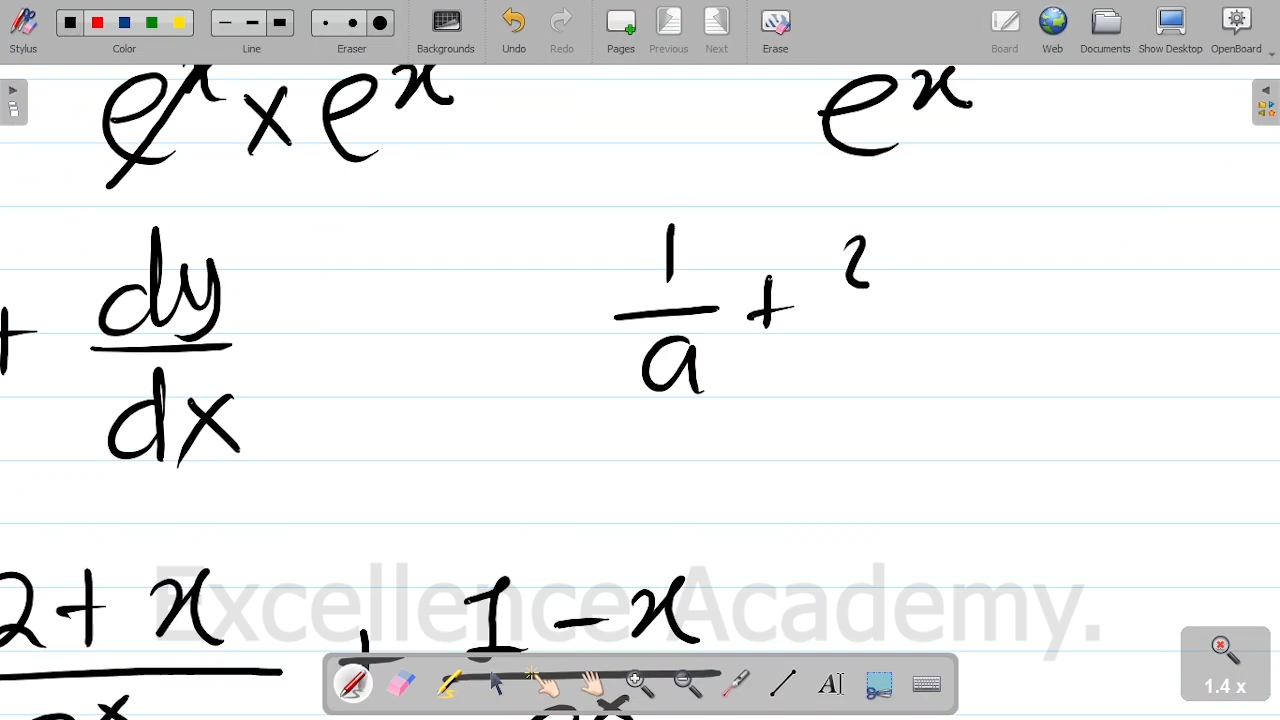 Stylus Color Line Eraser Backgrounds Undo Redo Pages Previous Next Erase Board Web Documents Show Desktop OpenBoard
e^x × e^x e^x
+ dy/dx 1/a + 2
2 + x + 1 - x
e^x
Excellence Academy.
1.4 x